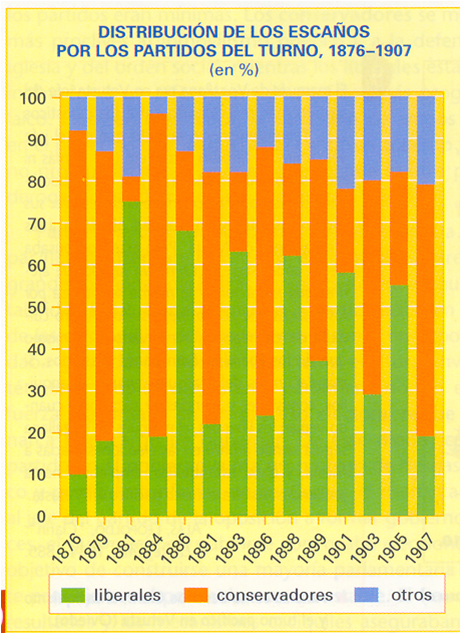 DISTRIBUCIÓN DE LOS ESCAÑOS
POR LOS PARTIDOS DEL TURNO, 1876–1907
(en %)
100
90
80
70
60
50
40
30
20
10
0
1876 1879 1881 1884 1886 1891 1893 1896 1898 1899 1901 1903 1905 1907
liberales conservadores otros